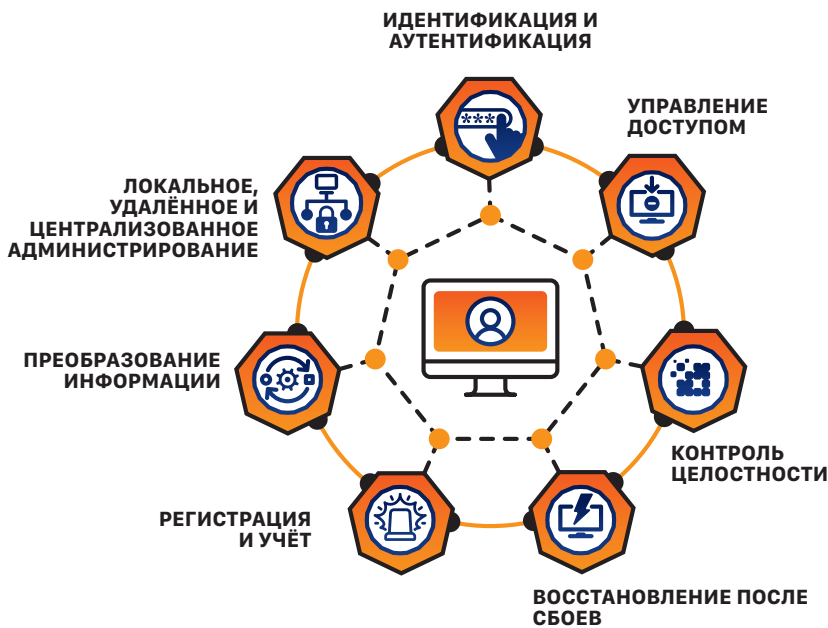 ИДЕНТИФИКАЦИЯ И
АУТЕНТИФИКАЦИЯ
УПРАВЛЕНИЕ
ДОСТУПОМ
ЛОКАЛЬНОЕ,
УДАЛЁННОЕ И
ЦЕНТРАЛИЗОВАННОЕ
АДМИНИСТРИРОВАНИЕ
ПРЕОБРАЗОВАНИЕ
ИНФОРМАЦИИ
КОНТРОЛЬ
ЦЕЛОСТНОСТИ
РЕГИСТРАЦИЯ
И УЧЁТ
ВОССТАНОВЛЕНИЕ ПОСЛЕ
СБОЕВ